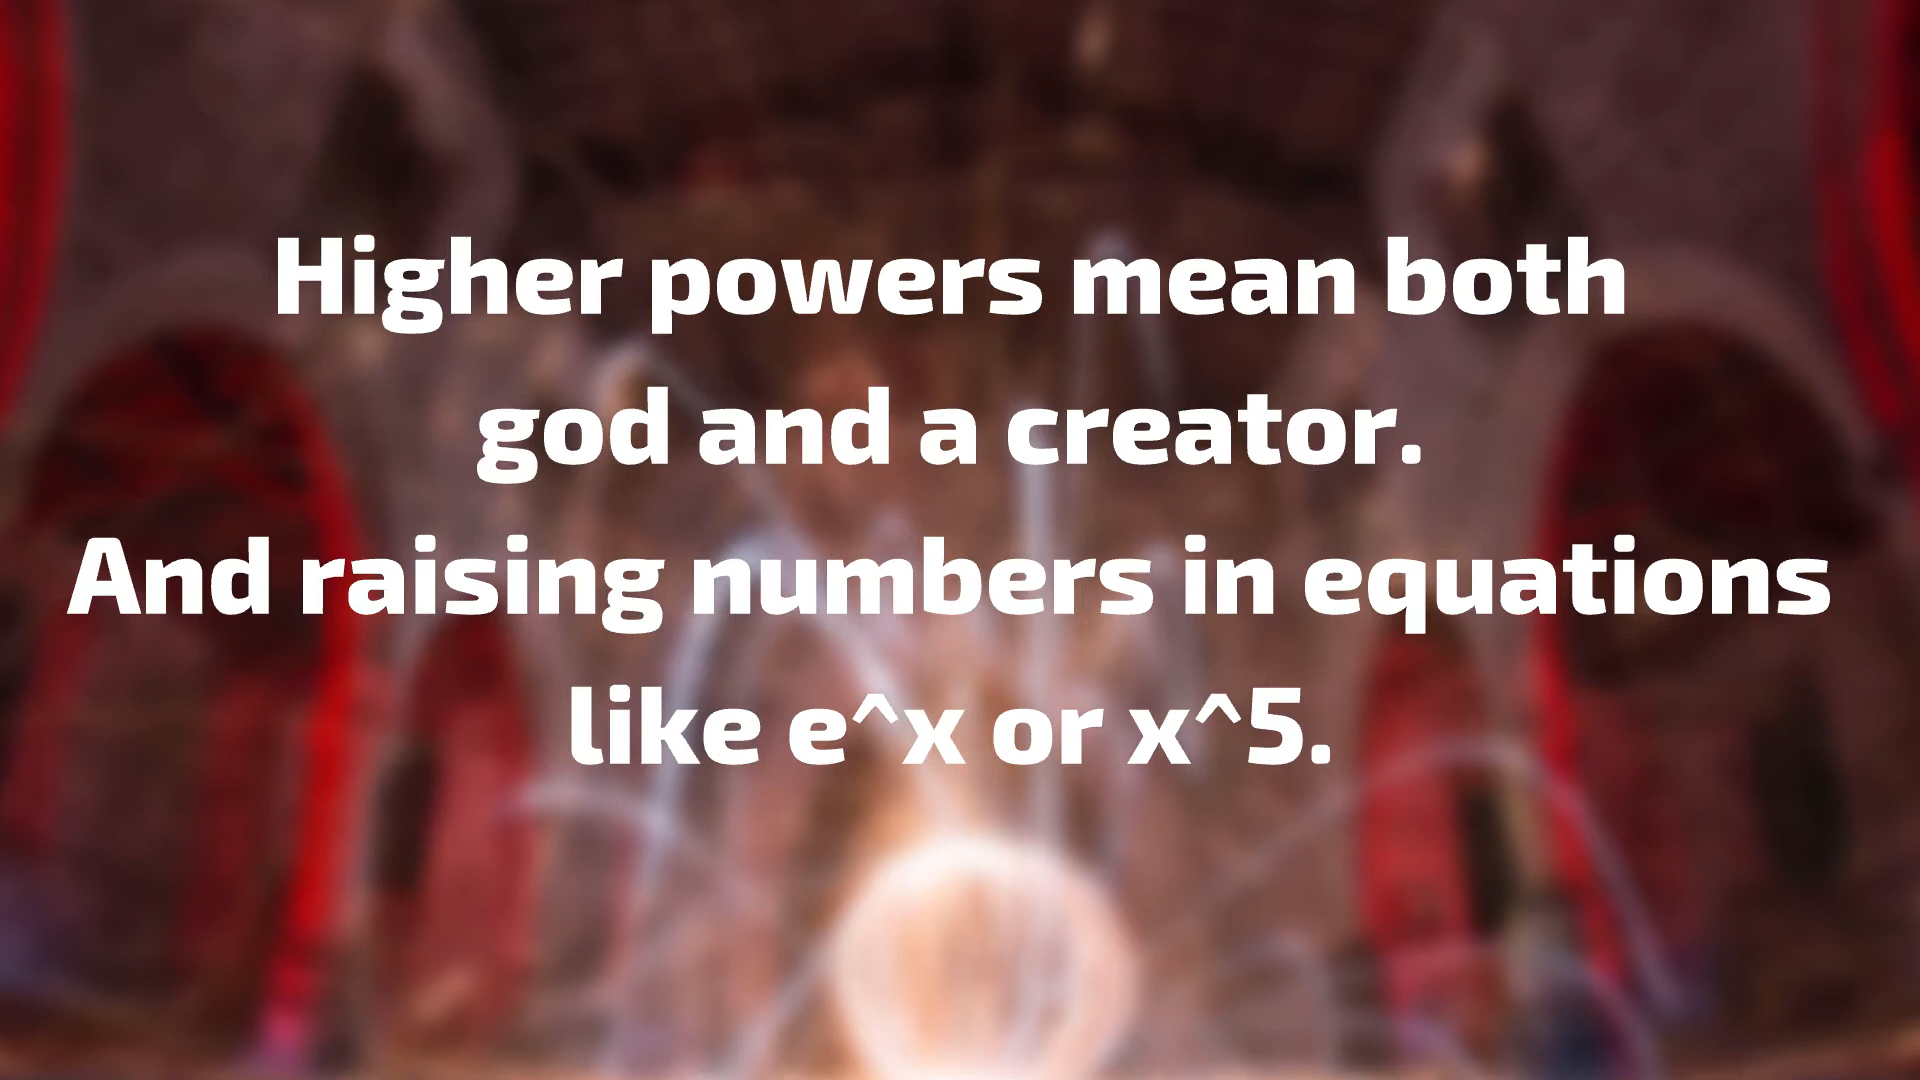 Higher powers mean both
god and a creator.
And raising numbers in equations
like e^x or x^5.